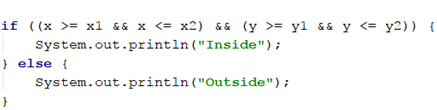 if ((x >= x1 && x <= x2) && (y >= y1 && y <= y2)) {
    System.out.println("Inside");
} else {
    System.out.println("Outside");
}